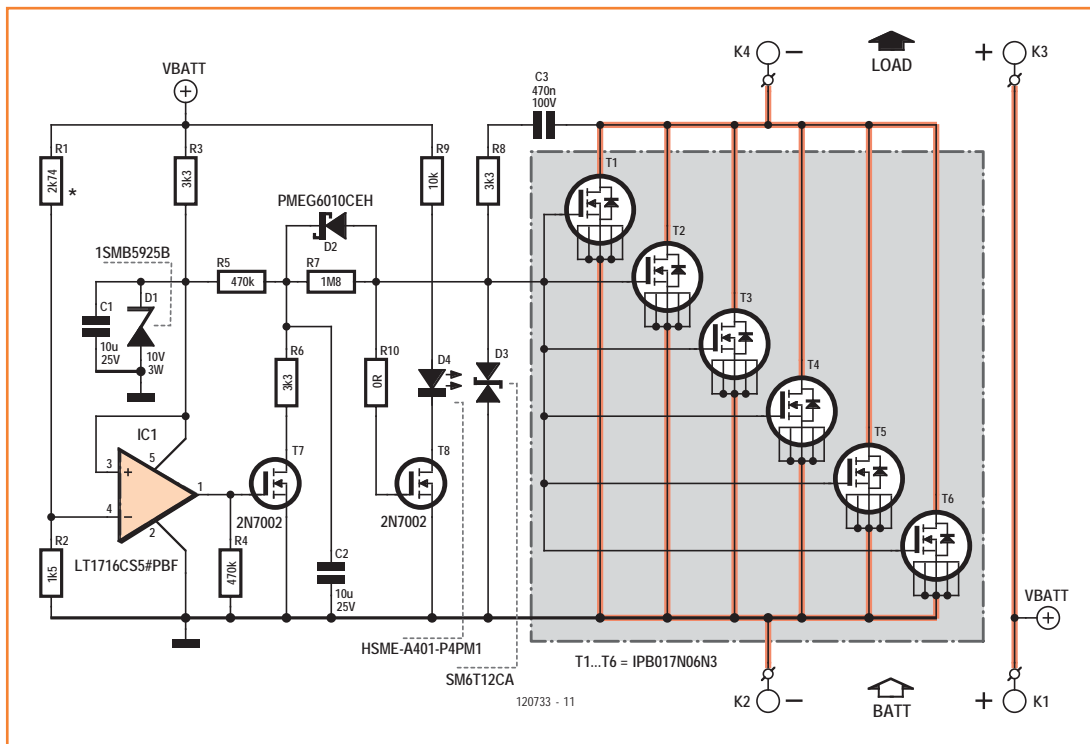 K4
−
LOAD
+
K3
VBATT
C3
470n
100V
R1
2k74
*
R3
3k3
R9
10k
R8
3k3
T1
PMEG6010CEH
D2
1SMB5925B
R5
470k
R7
1M8
T2
T3
C1
10u
25V
D1
10V
3W
R6
3k3
R10
0R
D4
D3
T4
IC1
5
3
+
1
4
−
2
T7
2N7002
T8
2N7002
T5
T6
R2
1k5
LT1716CS5#PBF
R4
470k
C2
10u
25V
VBATT
HSME-A401-P4PM1
SM6T12CA
T1...T6 = IPB017N06N3
120733 - 11
K2
−
BATT
+
K1